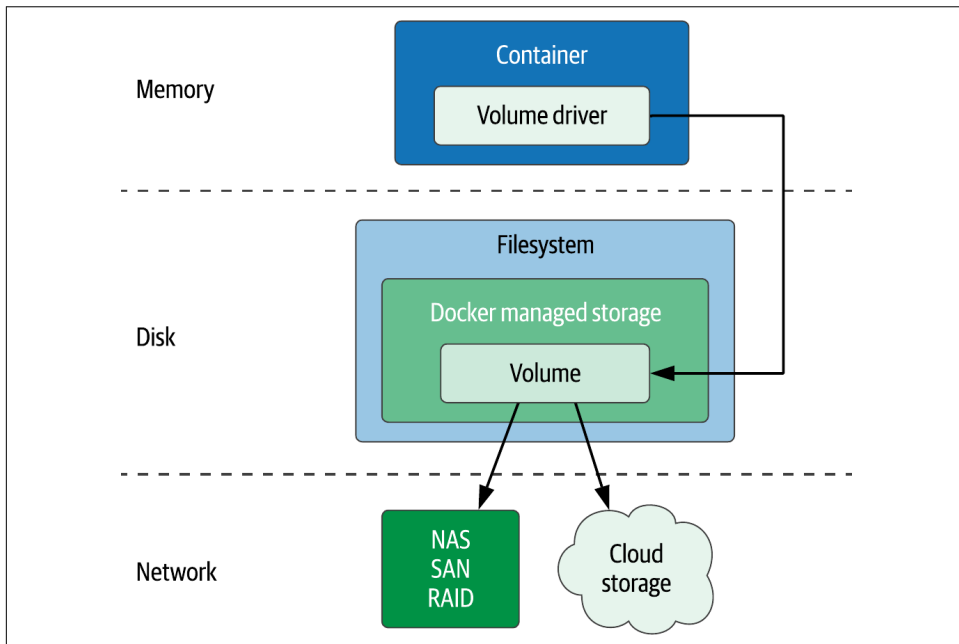 Container
Memory
Volume driver
Filesystem
Docker managed storage
Disk
Volume
NAS
SAN
RAID
Cloud
storage
Network